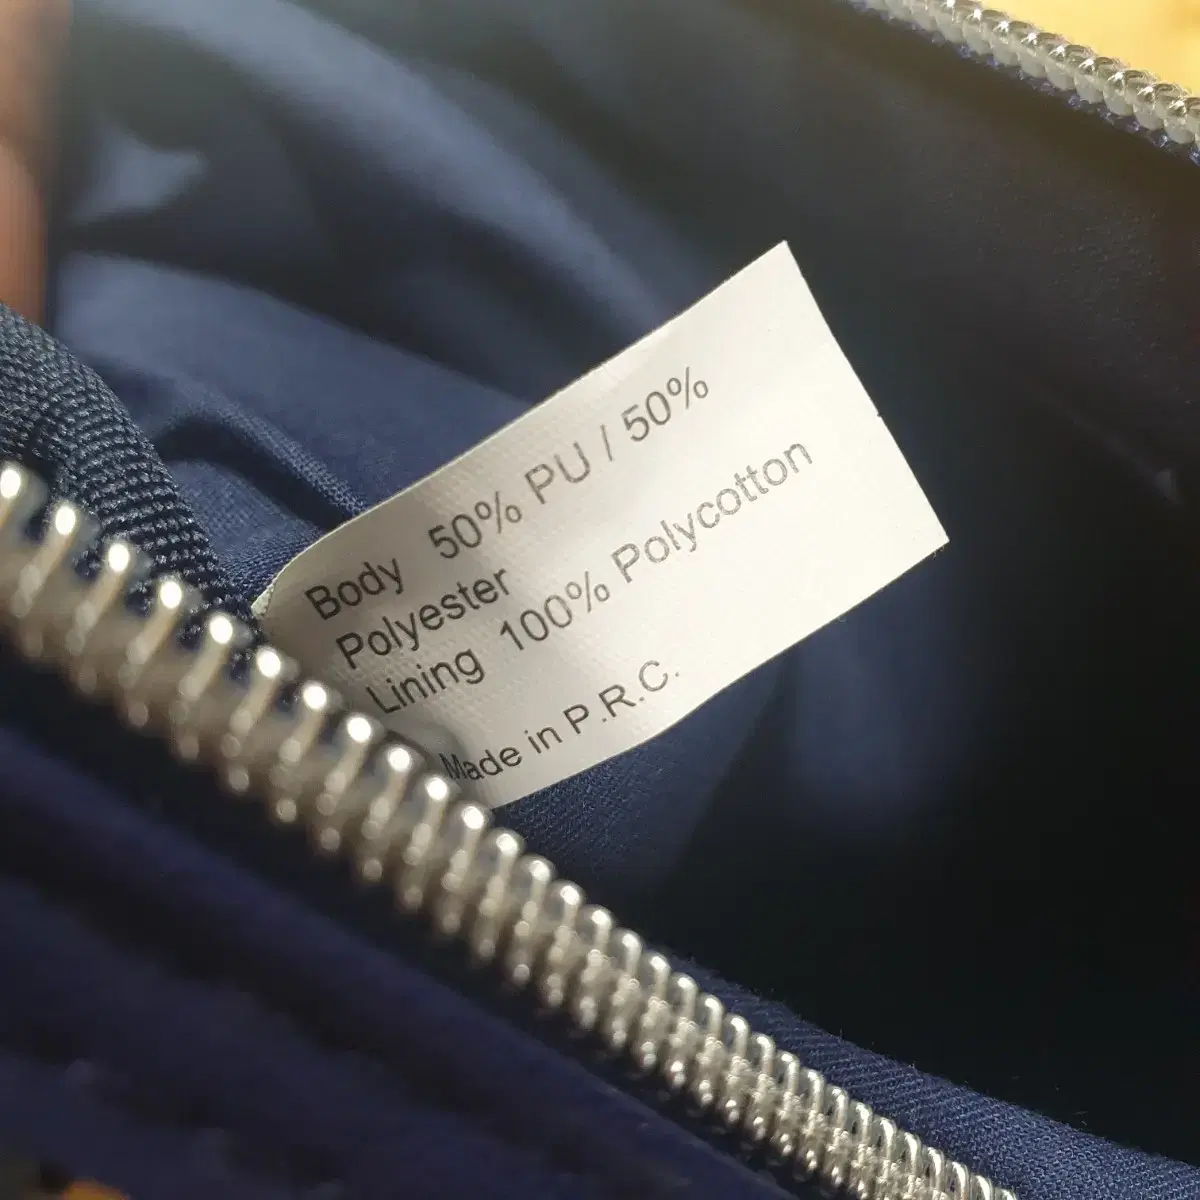 Body 50% PU / 50%
Polyester
Lining 100% Polycotton
Made in P.R.C.